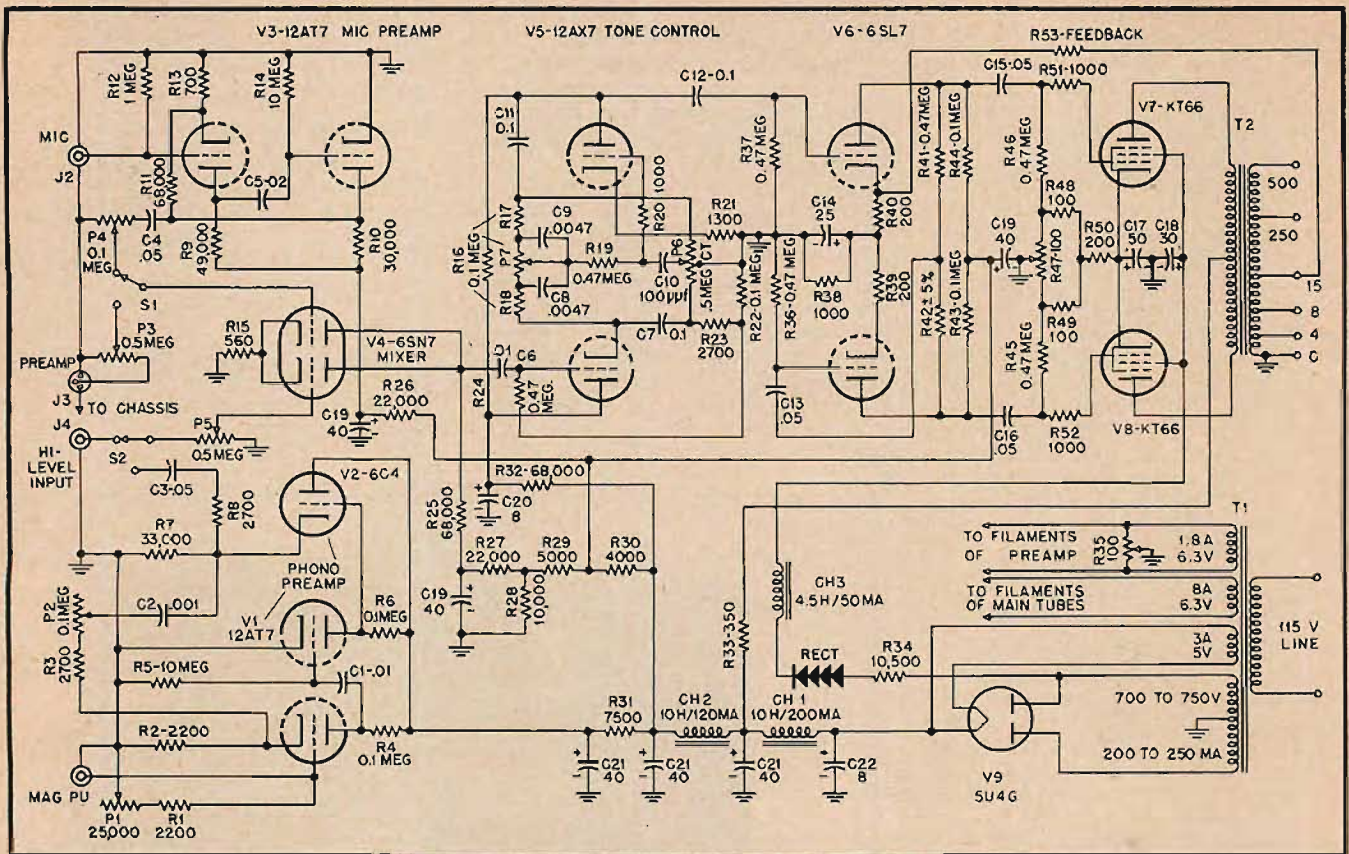 V3-12AT7 MIC PREAMP
V5-12AX7 TONE CONTROL
V6-6SL7
R53-FEEDBACK
R12
1 MEG
R13
700
R14
10 MEG
C12-0.1
C15-.05
R51-1000
V7-KT66
T2
MIC
J2
R11
68,000
C5-.02
C11
0.1
R37
0.47 MEG
R41-0.47MEG
R44-0.1MEG
R46
0.47 MEG
500
250
15
8
4
C
P4
0.1
MEG
C4
.05
R9
49,000
R10
30,000
R16
0.1 MEG
R17
P7
R18
C9
.0047
C8
.0047
R19
0.47MEG
R20 1000
C10
100µµf
P6
.5MEG CT
R21
1300
C14
25
R40
200
R48
100
C19
40
R47-100
R50
200
C17
50
C18
30
S1
P3
0.5MEG
R15
560
V4-6SN7
MIXER
C7 0.1
R23
2700
R22-0.1 MEG
R36-0.47 MEG
R38
1000
R39
200
R42±5%
R43-0.1MEG
R49
100
R45
0.47 MEG
PREAMP
J3
TO CHASSIS
R26
22,000
.01 C6
R24
0.47
MEG.
C13
.05
C16
.05
R52
1000
V8-KT66
J4
HI-
LEVEL
INPUT
P5
0.5MEG
S2
C19
40
C3-.05
V2-6C4
R8
2700
R7
33,000
R25
68,000
R32-68,000
C20
8
T1
TO FILAMENTS
OF PREAMP
R35
100
1.8A
6.3V
PHONO
PREAMP
R27
22,000
R29
5000
R30
4000
CH3
4.5H/50MA
TO FILAMENTS
OF MAIN TUBES
8A
6.3V
P2
0.1MEG
C2-.001
V1
12AT7
R6
0.1MEG
C19
40
R28
10,000
R33-350
3A
5V
115 V
LINE
R3
2700
R5-10MEG
C1-.01
RECT
R34
10,500
700 TO 750V
R2-2200
R4
0.1 MEG
R31
7500
CH2
10H/120MA
CH 1
10H/200MA
200 TO 250 MA
MAG PU
P1
25,000
R1
2200
C21
40
C21
40
C21
40
C22
8
V9
5U4G